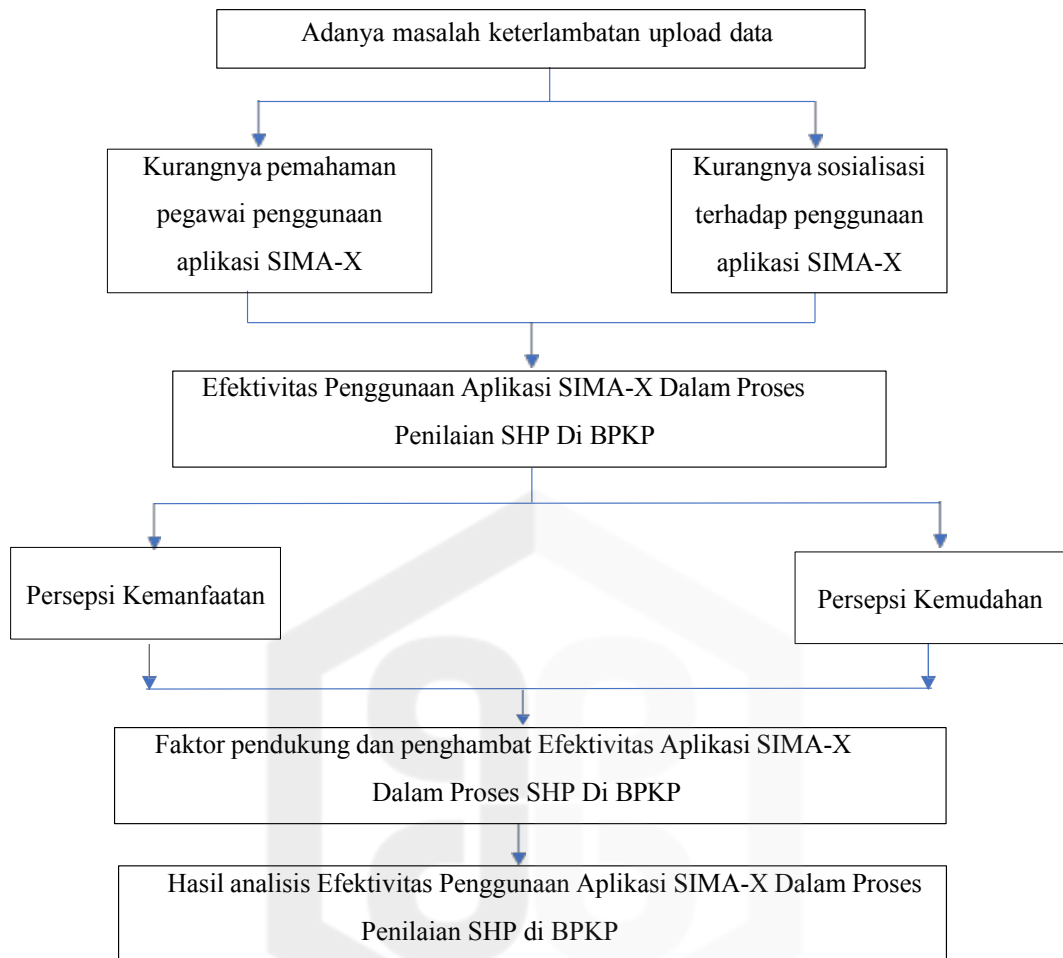 Adanya masalah keterlambatan upload data
Kurangnya pemahaman
pegawai penggunaan
aplikasi SIMA-X
Kurangnya sosialisasi
terhadap penggunaan
aplikasi SIMA-X
Efektivitas Penggunaan Aplikasi SIMA-X Dalam Proses
Penilaian SHP Di BPKP
Persepsi Kemanfaatan
Persepsi Kemudahan
Faktor pendukung dan penghambat Efektivitas Aplikasi SIMA-X
Dalam Proses SHP Di BPKP
Hasil analisis Efektivitas Penggunaan Aplikasi SIMA-X Dalam Proses
Penilaian SHP di BPKP